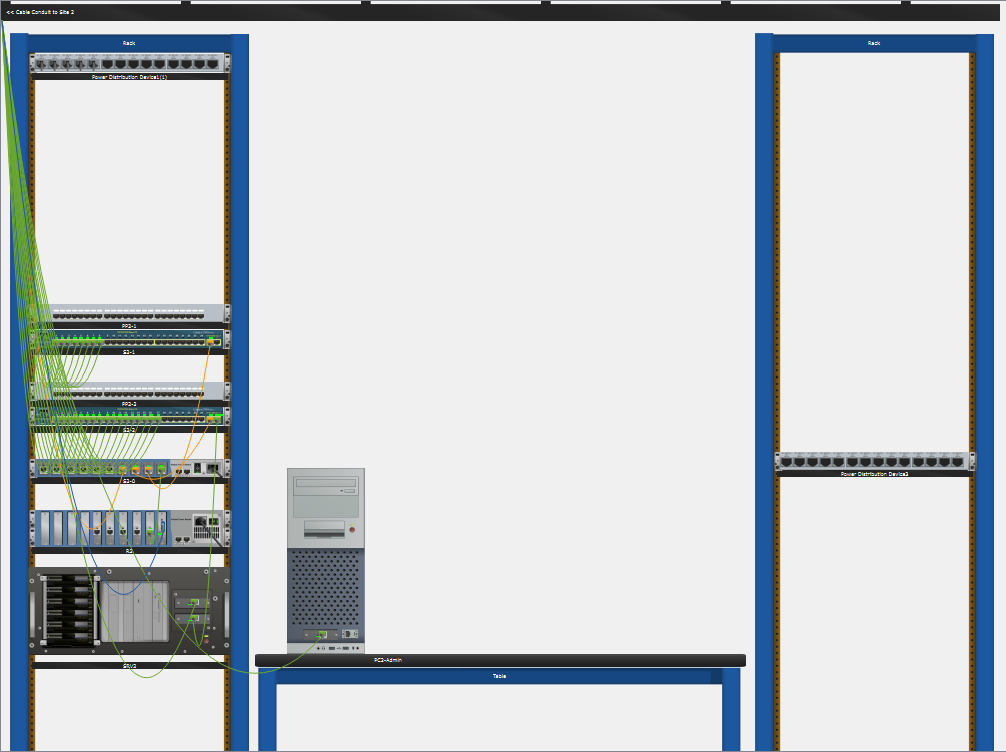 << Cable Conduit to Site 2
Rack
Rack
Power Distribution Device1(1)
PP2-1
S2-1
PP2-2
S2-2
Power Distribution Device3
S2-0
R2
SRV2
PC2-Admin
Table